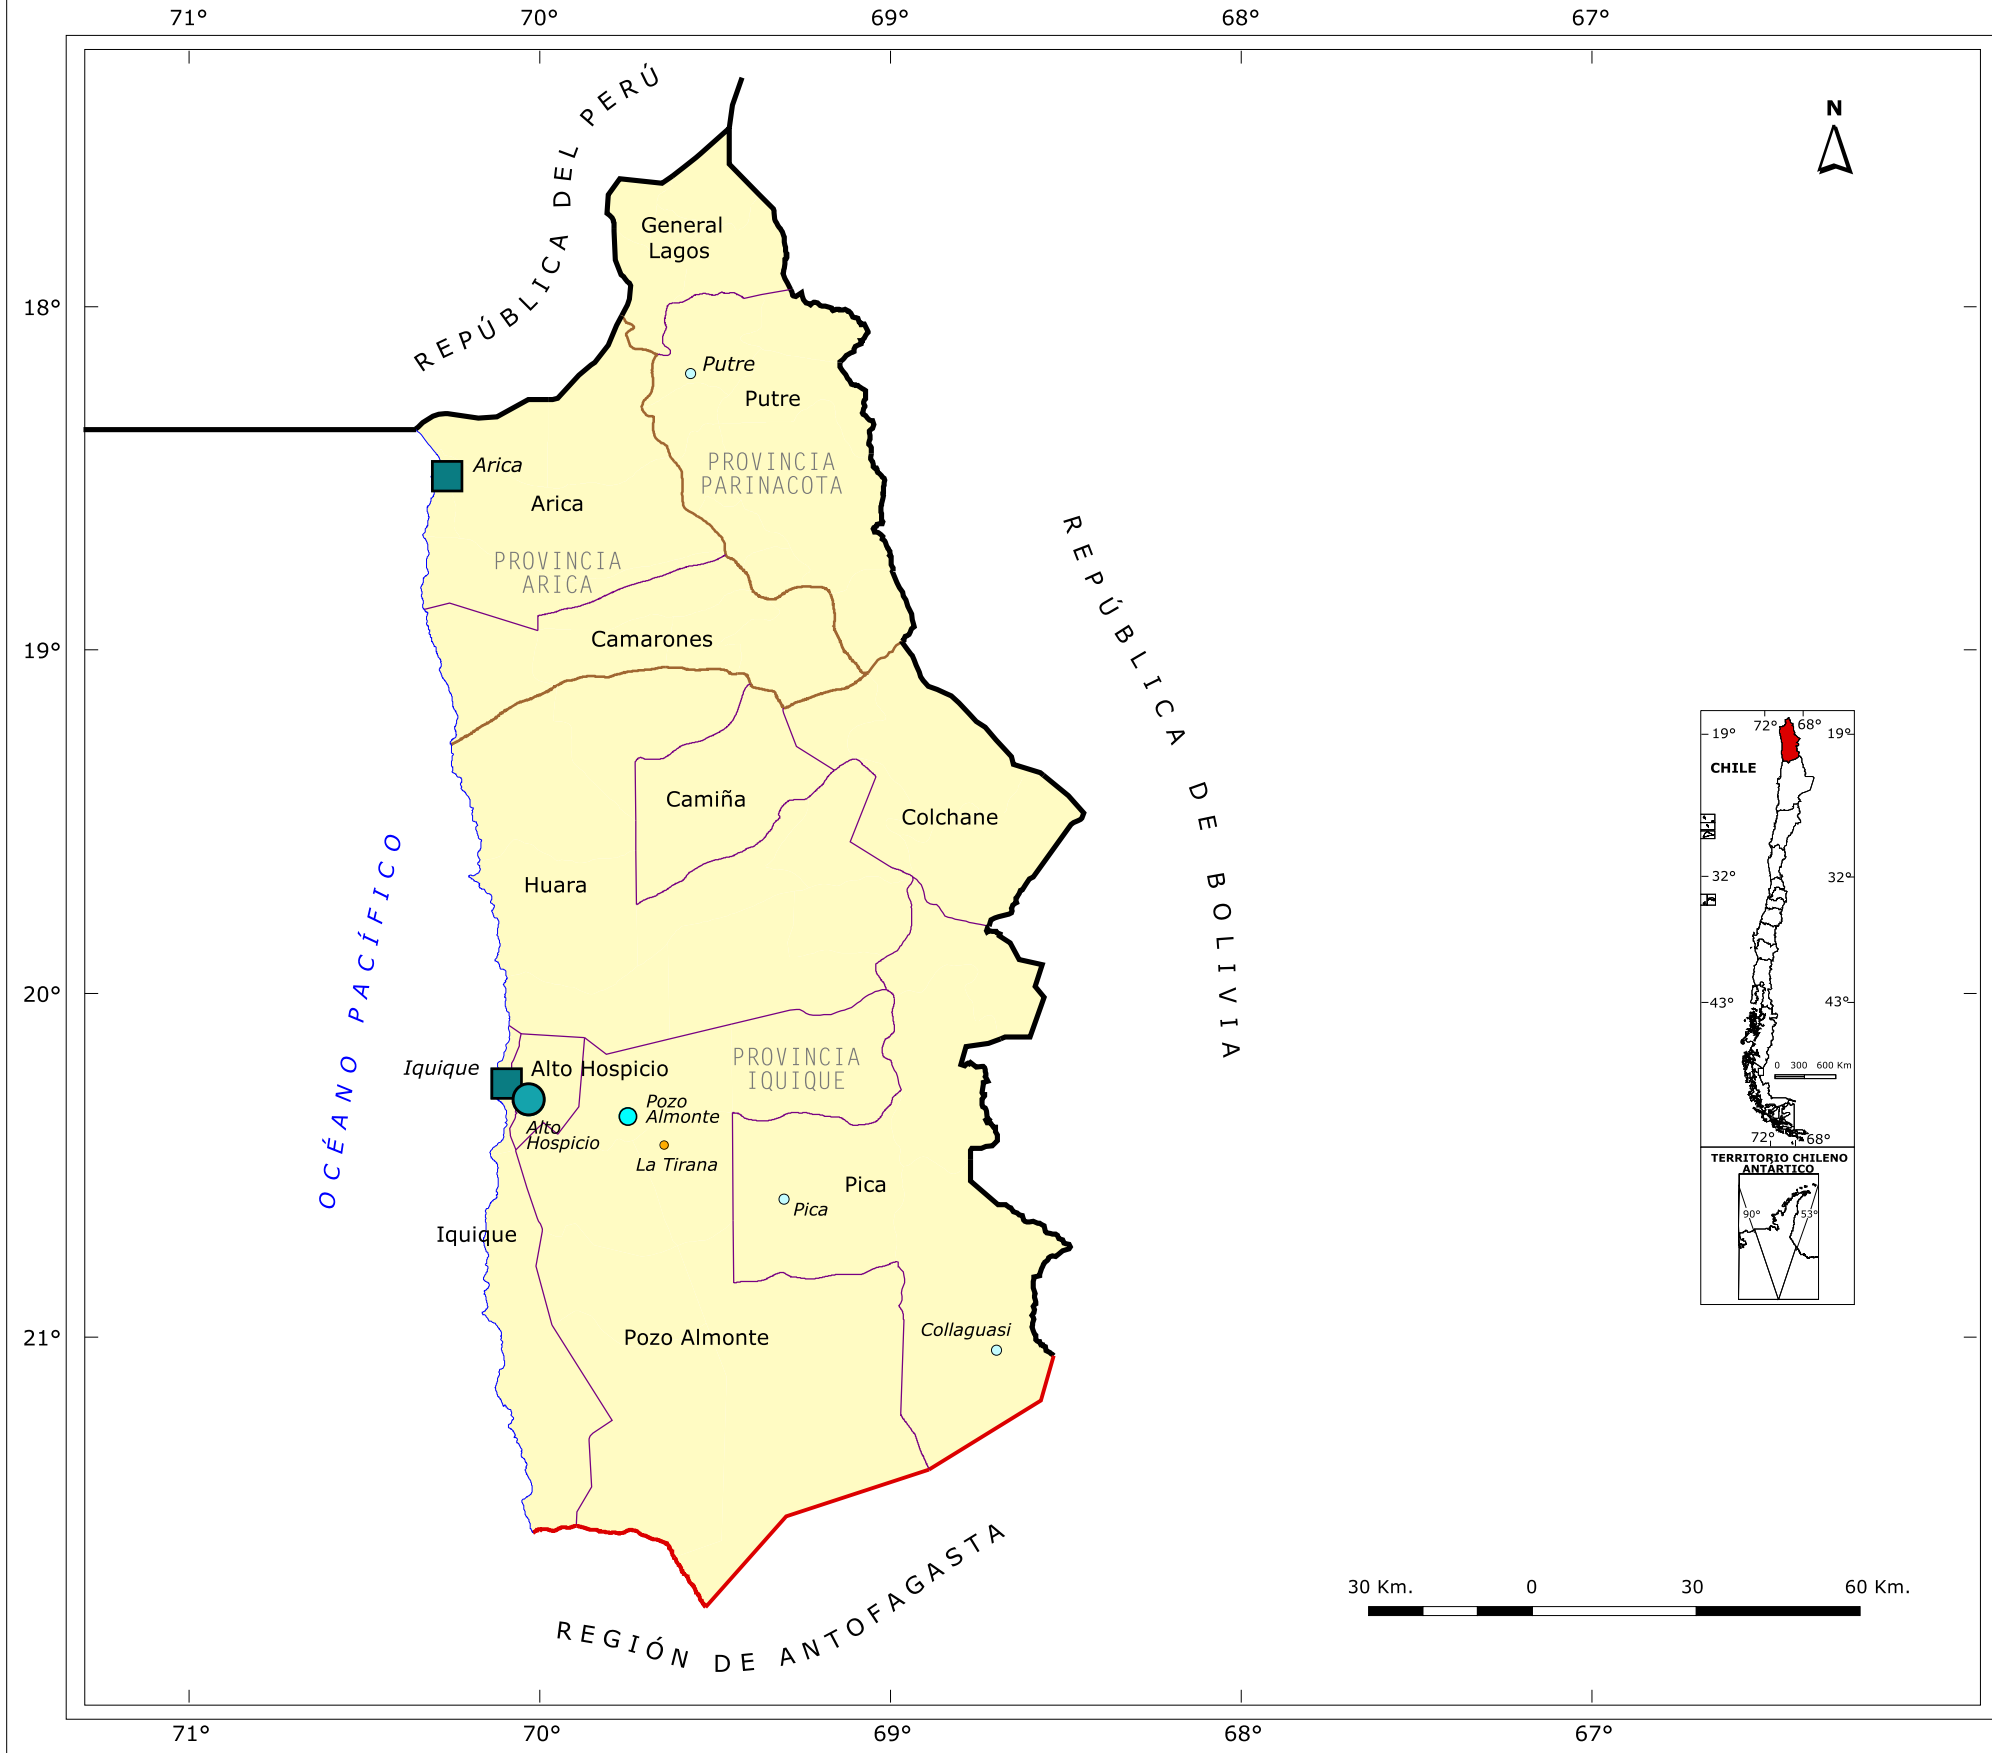 71°
70°
69°
68°
67°
REPÚBLICA DEL PERÚ
N
General
Lagos
18°
Putre
Putre
Arica
Arica
PROVINCIA
PARINACOTA
PROVINCIA
ARICA
REPÚBLICA DE BOLIVIA
Camarones
19°
Camiña
Colchane
Huara
OCÉANO PACÍFICO
20°
PROVINCIA
IQUIQUE
Iquique
Alto Hospicio
Pozo
Almonte
Alto
Hospicio
La Tirana
Pica
Pica
Iquique
Pozo Almonte
Collaguasi
21°
REGIÓN DE ANTOFAGASTA
72°
68°
19°
19°
CHILE
32°
32°
43°
43°
0 300 600 Km
72°
68°
TERRITORIO CHILENO
ANTÁRTICO
90°
53°
30 Km. 0 30 60 Km.
71°
70°
69°
68°
67°